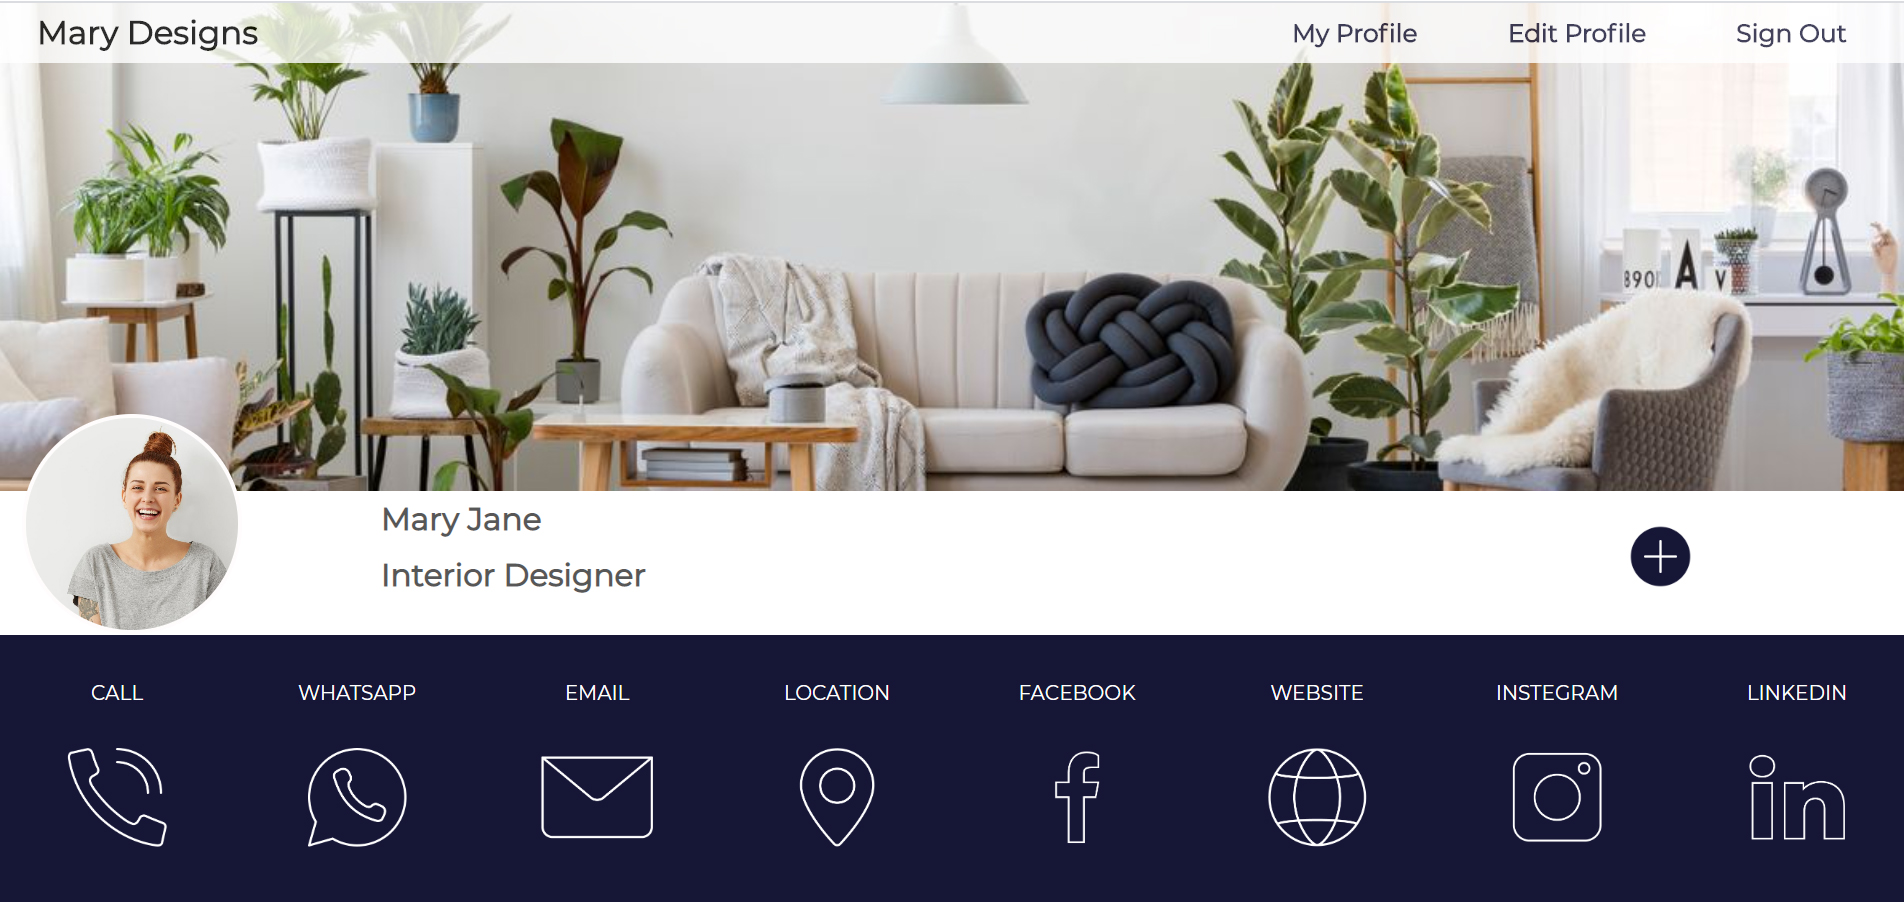 Mary Designs
My Profile
Edit Profile
Sign Out
890
A
V
Mary Jane
Interior Designer
CALL
WHATSAPP
EMAIL
LOCATION
FACEBOOK
WEBSITE
INSTEGRAM
LINKEDIN